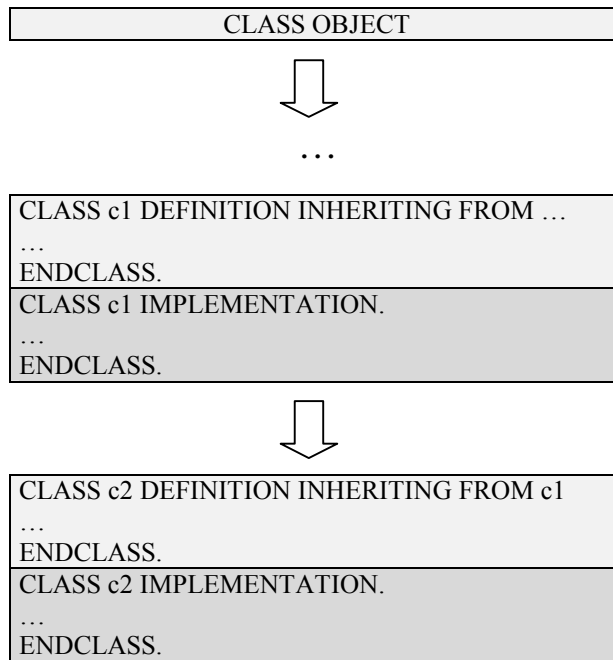 CLASS OBJECT
…
CLASS c1 DEFINITION INHERITING FROM …
…
ENDCLASS.
CLASS c1 IMPLEMENTATION.
…
ENDCLASS.
CLASS c2 DEFINITION INHERITING FROM c1
…
ENDCLASS.
CLASS c2 IMPLEMENTATION.
…
ENDCLASS.